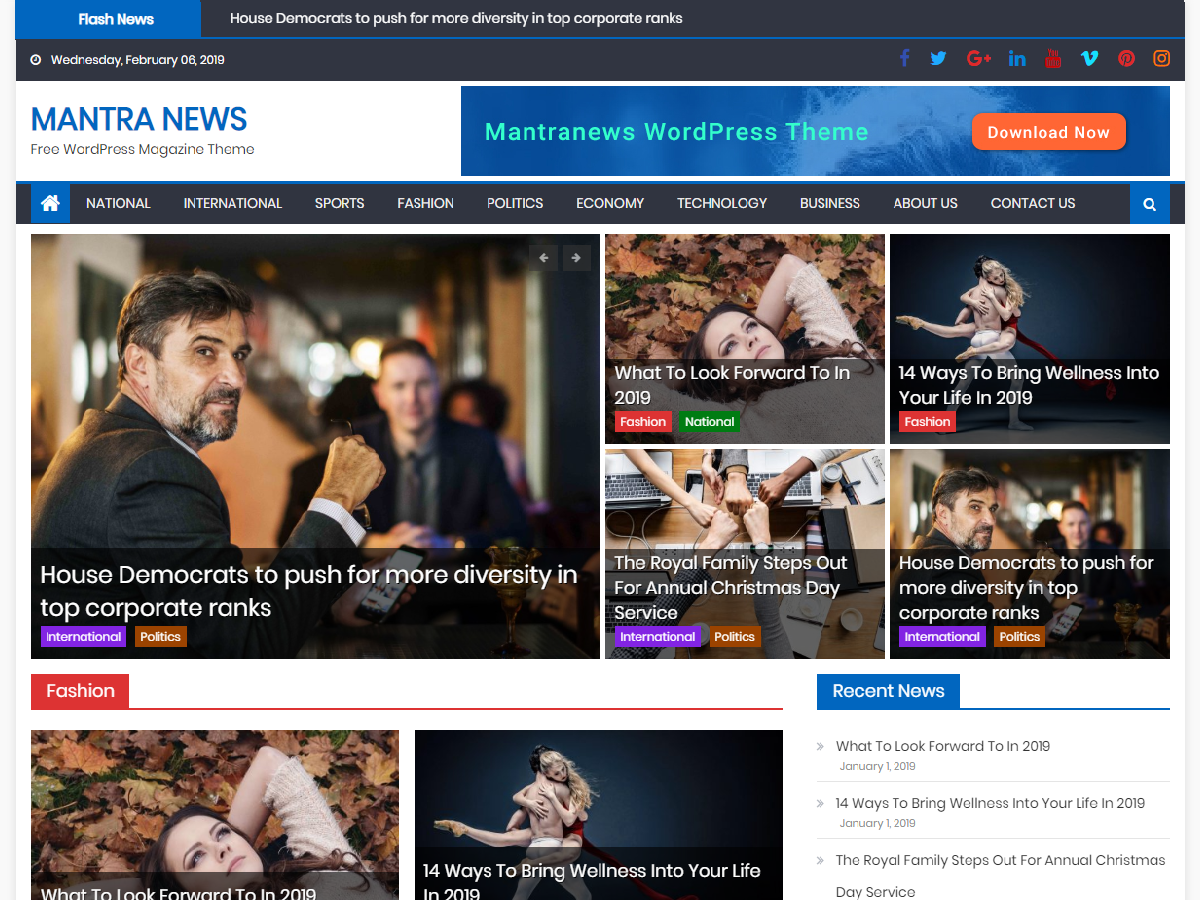 Flash News
House Democrats to push for more diversity in top corporate ranks
Wednesday, February 06, 2019
MANTRA NEWS
Free WordPress Magazine Theme
Mantranews WordPress Theme
Download Now
NATIONAL INTERNATIONAL SPORTS FASHION POLITICS ECONOMY TECHNOLOGY BUSINESS ABOUT US CONTACT US
House Democrats to push for more diversity in
top corporate ranks
International Politics
What To Look Forward To In
2019
Fashion National
14 Ways To Bring Wellness Into
Your Life In 2019
Fashion
The Royal Family Steps Out
For Annual Christmas Day
Service
International Politics
House Democrats to push for
more diversity in top
corporate ranks
International Politics
Fashion
What To Look Forward To In 2019
14 Ways To Bring Wellness Into Your Life
In 2019
Recent News
What To Look Forward To In 2019
January 1, 2019
14 Ways To Bring Wellness Into Your Life In 2019
January 1, 2019
The Royal Family Steps Out For Annual Christmas
Day Service